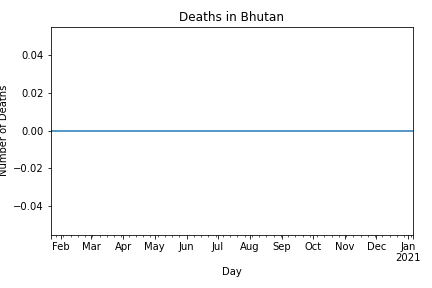 Deaths in Bhutan
0.04
0.02
0.00
−0.02
−0.04
Number of Deaths
Feb Mar Apr May Jun Jul Aug Sep Oct Nov Dec Jan
2021
Day